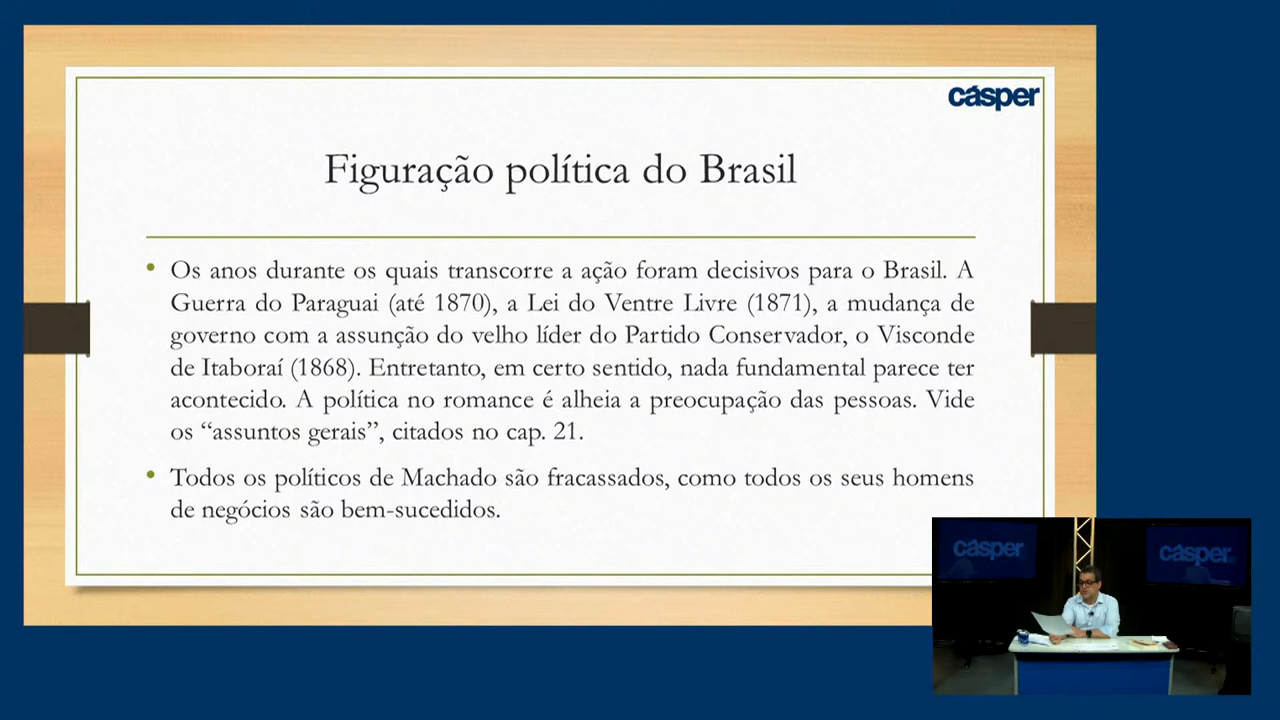 cásper
Figuração política do Brasil
• Os anos durante os quais transcorre a ação foram decisivos para o Brasil. A
Guerra do Paraguai (até 1870), a Lei do Ventre Livre (1871), a mudança de
governo com a assunção do velho líder do Partido Conservador, o Visconde
de Itaboraí (1868). Entretanto, em certo sentido, nada fundamental parece ter
acontecido. A política no romance é alheia a preocupação das pessoas. Vide
os “assuntos gerais”, citados no cap. 21.
• Todos os políticos de Machado são fracassados, como todos os seus homens
de negócios são bem-sucedidos.
cásper
cásper